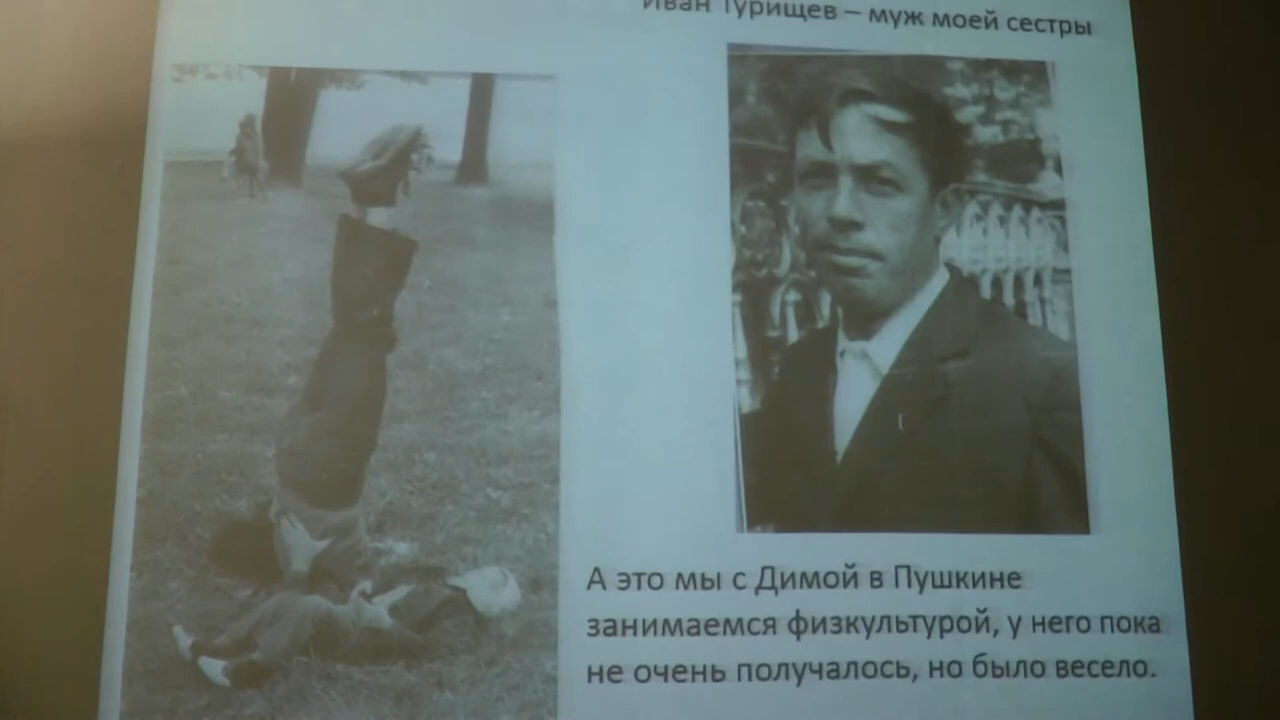 Иван Турищев – муж моей сестры
А это мы с Димой в Пушкине
занимаемся физкультурой, у него пока
не очень получалось, но было весело.